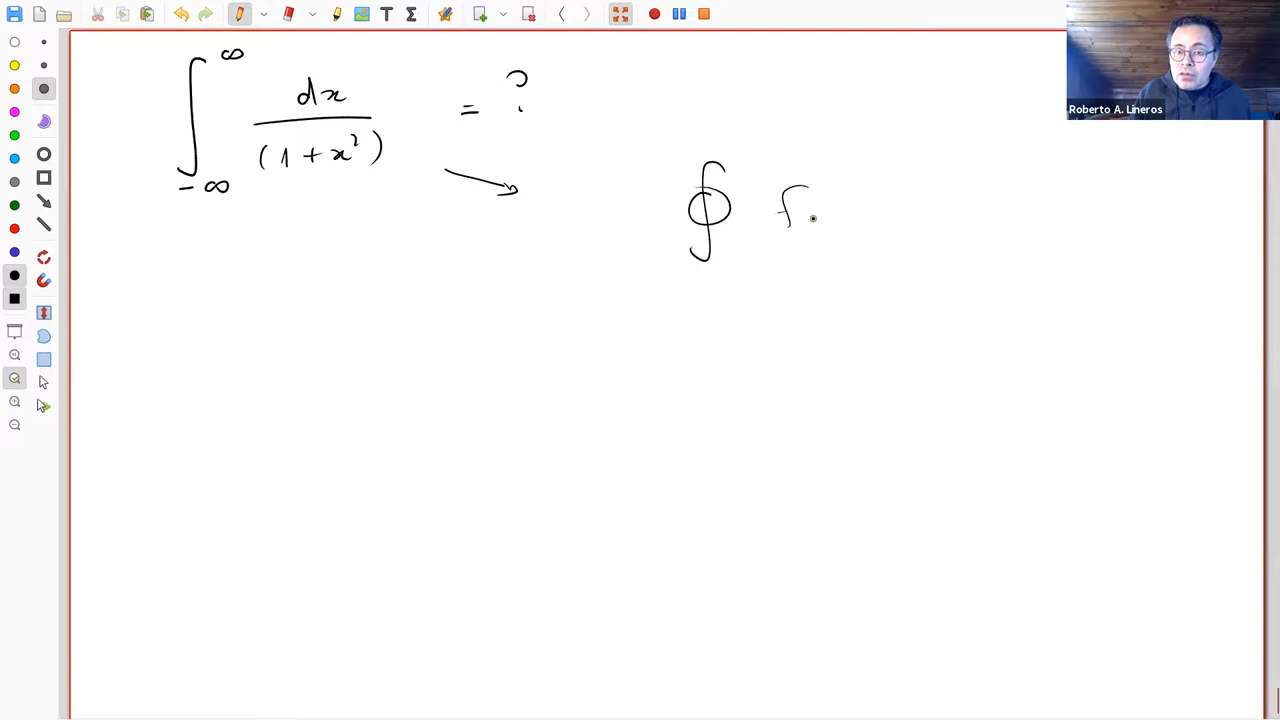 Roberto A. Lineros
∫_{-∞}^{∞} dx / (1 + x²) = ?
→ ∮ f